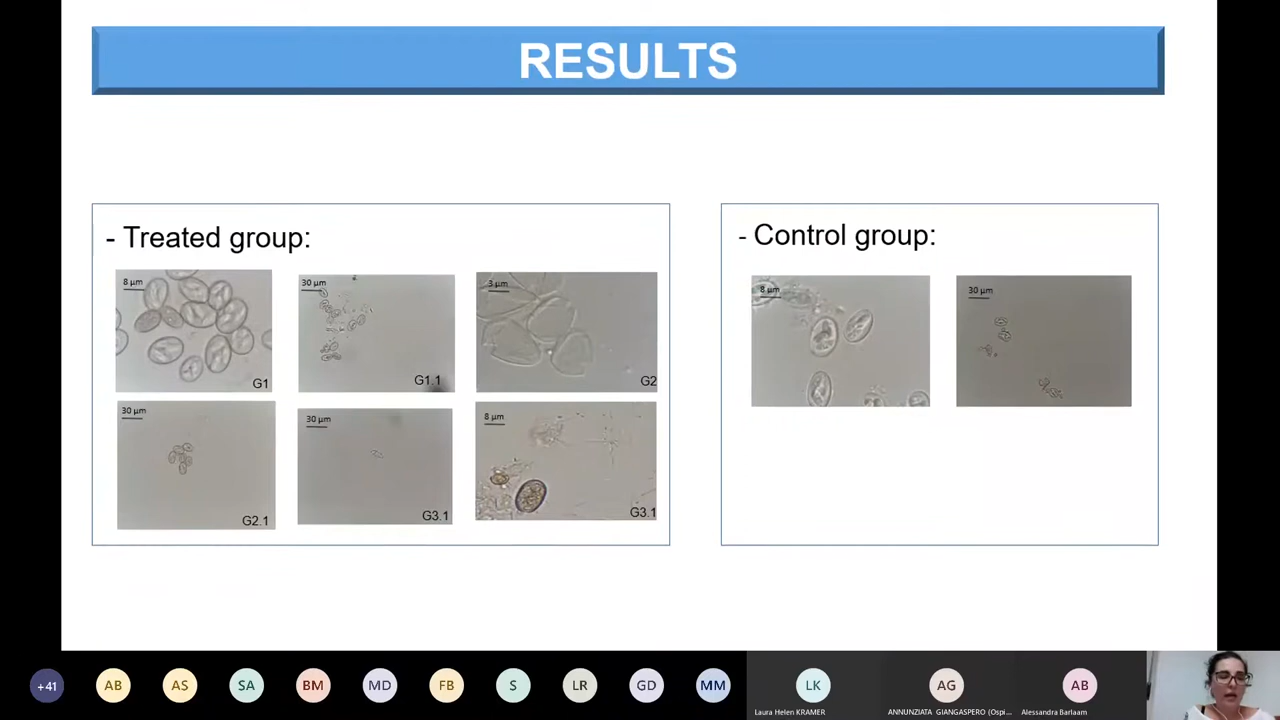 RESULTS
- Treated group:
8 µm
G1
30 µm
G1.1
3 µm
G2
30 µm
G2.1
30 µm
G3.1
8 µm
G3.1
- Control group:
8 µm
30 µm
+41
AB
AS
SA
BM
MD
FB
S
LR
GD
MM
LK
Laura Helen KRAMER
AG
ANNUNZIATA GIANGASPERO (Ospi...
AB
Alessandra Barlaam